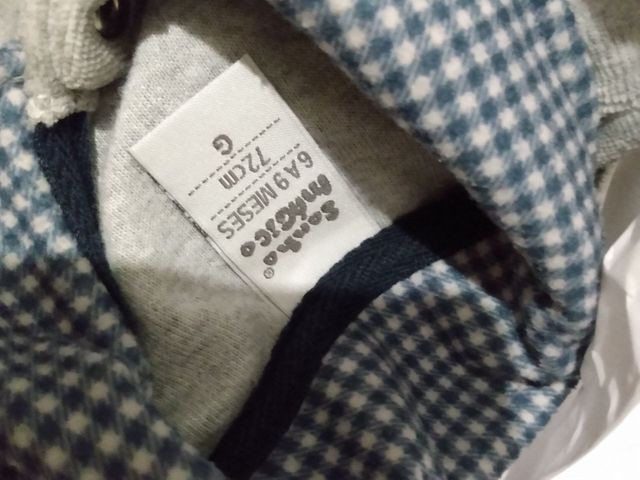 Sonho
MÁGICO®
6 A 9 MESES
72cm
G